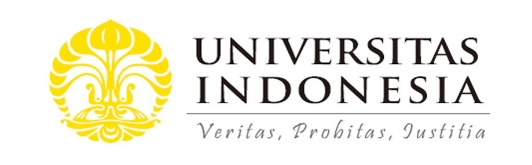 UNIVERSITAS
INDONESIA
Veritas, Probitas, Iustitia